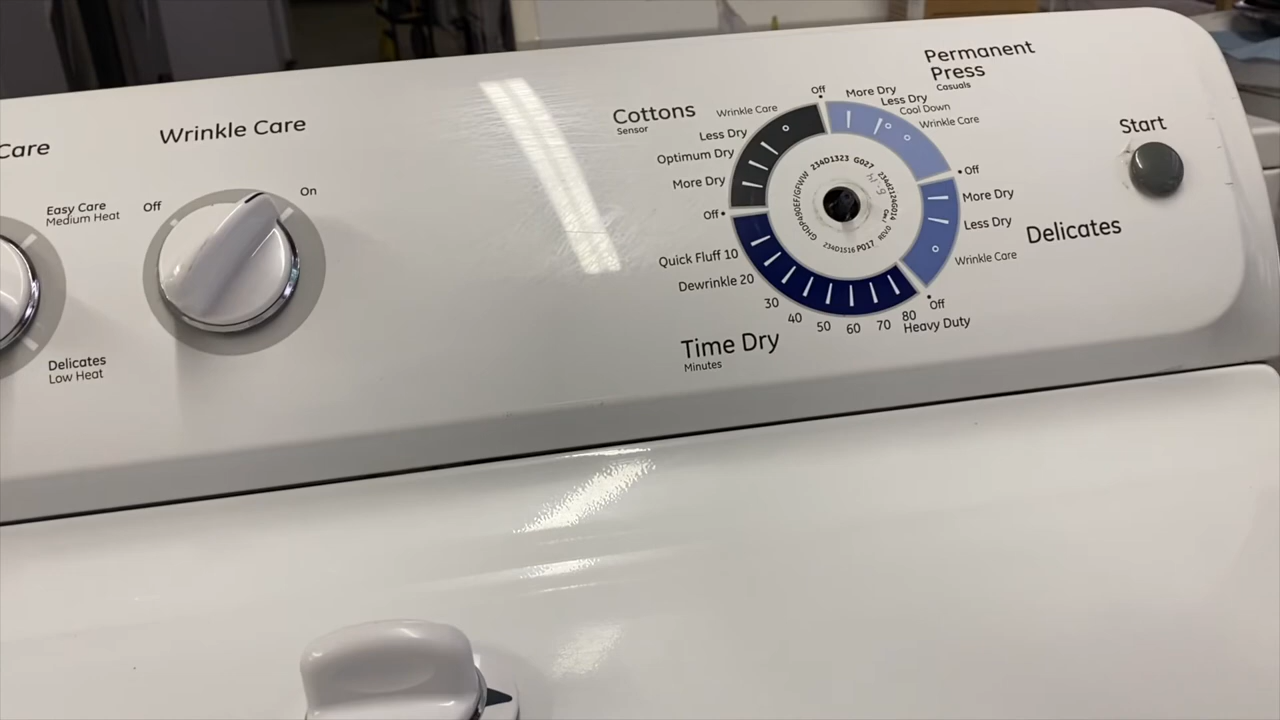 Care
Easy Care
Medium Heat
Delicates
Low Heat
Wrinkle Care
Off
On
Cottons
Sensor
Wrinkle Care
Less Dry
Optimum Dry
More Dry
Off
Off
More Dry
Less Dry
Cool Down
Wrinkle Care
Permanent
Press
Casuals
Off
More Dry
Less Dry
Wrinkle Care
Delicates
Off
Quick Fluff 10
Dewrinkle 20
30
40
50
60
70
80
Heavy Duty
Time Dry
Minutes
Start
234D1323 G027
234D1516 P017